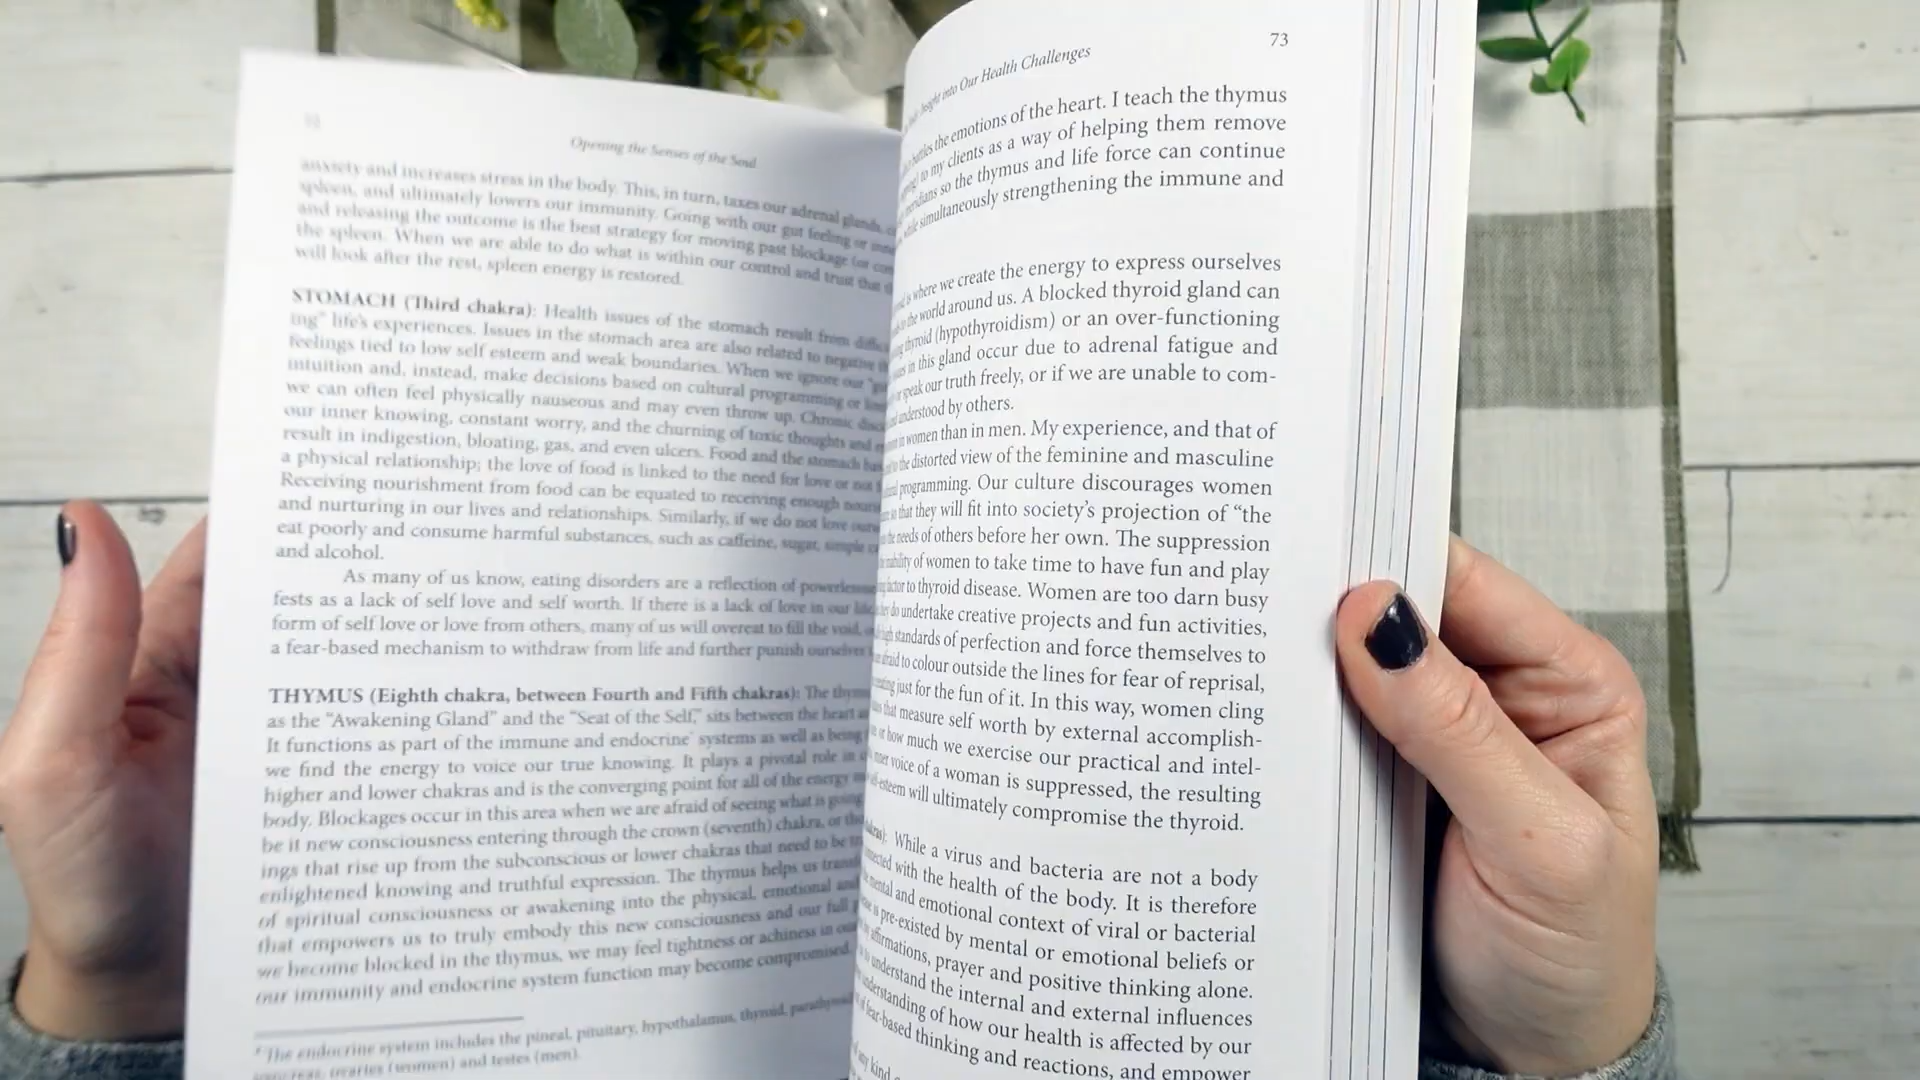 Opening the Senses of the Soul
anxiety and increases stress in the body. This, in turn, taxes our adrenal glands,
spleen, and ultimately lowers our immunity. Going with our gut feeling or
and releasing the outcome is the best strategy for moving past blockage (or
the spleen. When we are able to do what is within our control and trust that
will look after the rest, spleen energy is restored.
STOMACH (Third chakra): Health issues of the stomach result from
ing" life's experiences. Issues in the stomach area are also related to negative
feelings tied to low self esteem and weak boundaries. When we ignore our
intuition and, instead, make decisions based on cultural programming or
we can often feel physically nauseous and may even throw up. Chronic
our inner knowing, constant worry, and the churning of toxic thoughts and
result in indigestion, bloating, gas, and even ulcers. Food and the stomach
a physical relationship; the love of food is linked to the need for love or not
Receiving nourishment from food can be equated to receiving enough
and nurturing in our lives and relationships. Similarly, if we do not love
eat poorly and consume harmful substances, such as caffeine, sugar, simple
and alcohol.
As many of us know, eating disorders are a reflection of
fests as a lack of self love and self worth. If there is a lack of love in our
form of self love or love from others, many of us will overeat to fill the void,
a fear-based mechanism to withdraw from life and further punish ourselves
THYMUS (Eighth chakra, between Fourth and Fifth chakras): The
as the "Awakening Gland" and the "Seat of the Self," sits between the heart
It functions as part of the immune and endocrine* systems as well as being
we find the energy to voice our true knowing. It plays a pivotal role in
higher and lower chakras and is the converging point for all of the energy
body. Blockages occur in this area when we are afraid of seeing what is going
be it new consciousness entering through the crown (seventh) chakra, or
ings that rise up from the subconscious or lower chakras that need to be
enlightened knowing and truthful expression. The thymus helps us
of spiritual consciousness or awakening into the physical, emotional and
that empowers us to truly embody this new consciousness and our full
we become blocked in the thymus, we may feel tightness or achiness in our
our immunity and endocrine system function may become compromised.
* The endocrine system includes the pineal, pituitary, hypothalamus, thyroid,
pancreas, ovaries (women) and testes (men).
Insight into Our Health Challenges 73
the emotions of the heart. I teach the thymus
to my clients as a way of helping them remove
so the thymus and life force can continue
while simultaneously strengthening the immune and
is where we create the energy to express ourselves
to the world around us. A blocked thyroid gland can
thyroid (hypothyroidism) or an over-functioning
in this gland occur due to adrenal fatigue and
or speak our truth freely, or if we are unable to com-
understood by others.
in women than in men. My experience, and that of
the distorted view of the feminine and masculine
programming. Our culture discourages women
so that they will fit into society's projection of "the
the needs of others before her own. The suppression
inability of women to take time to have fun and play
factor to thyroid disease. Women are too darn busy
do undertake creative projects and fun activities,
standards of perfection and force themselves to
afraid to colour outside the lines for fear of reprisal,
just for the fun of it. In this way, women cling
that measure self worth by external accomplish-
or how much we exercise our practical and intel-
inner voice of a woman is suppressed, the resulting
self-esteem will ultimately compromise the thyroid.
While a virus and bacteria are not a body
with the health of the body. It is therefore
mental and emotional context of viral or bacterial
is pre-existed by mental or emotional beliefs or
affirmations, prayer and positive thinking alone.
to understand the internal and external influences
understanding of how our health is affected by our
fear-based thinking and reactions, and empower
of any kind